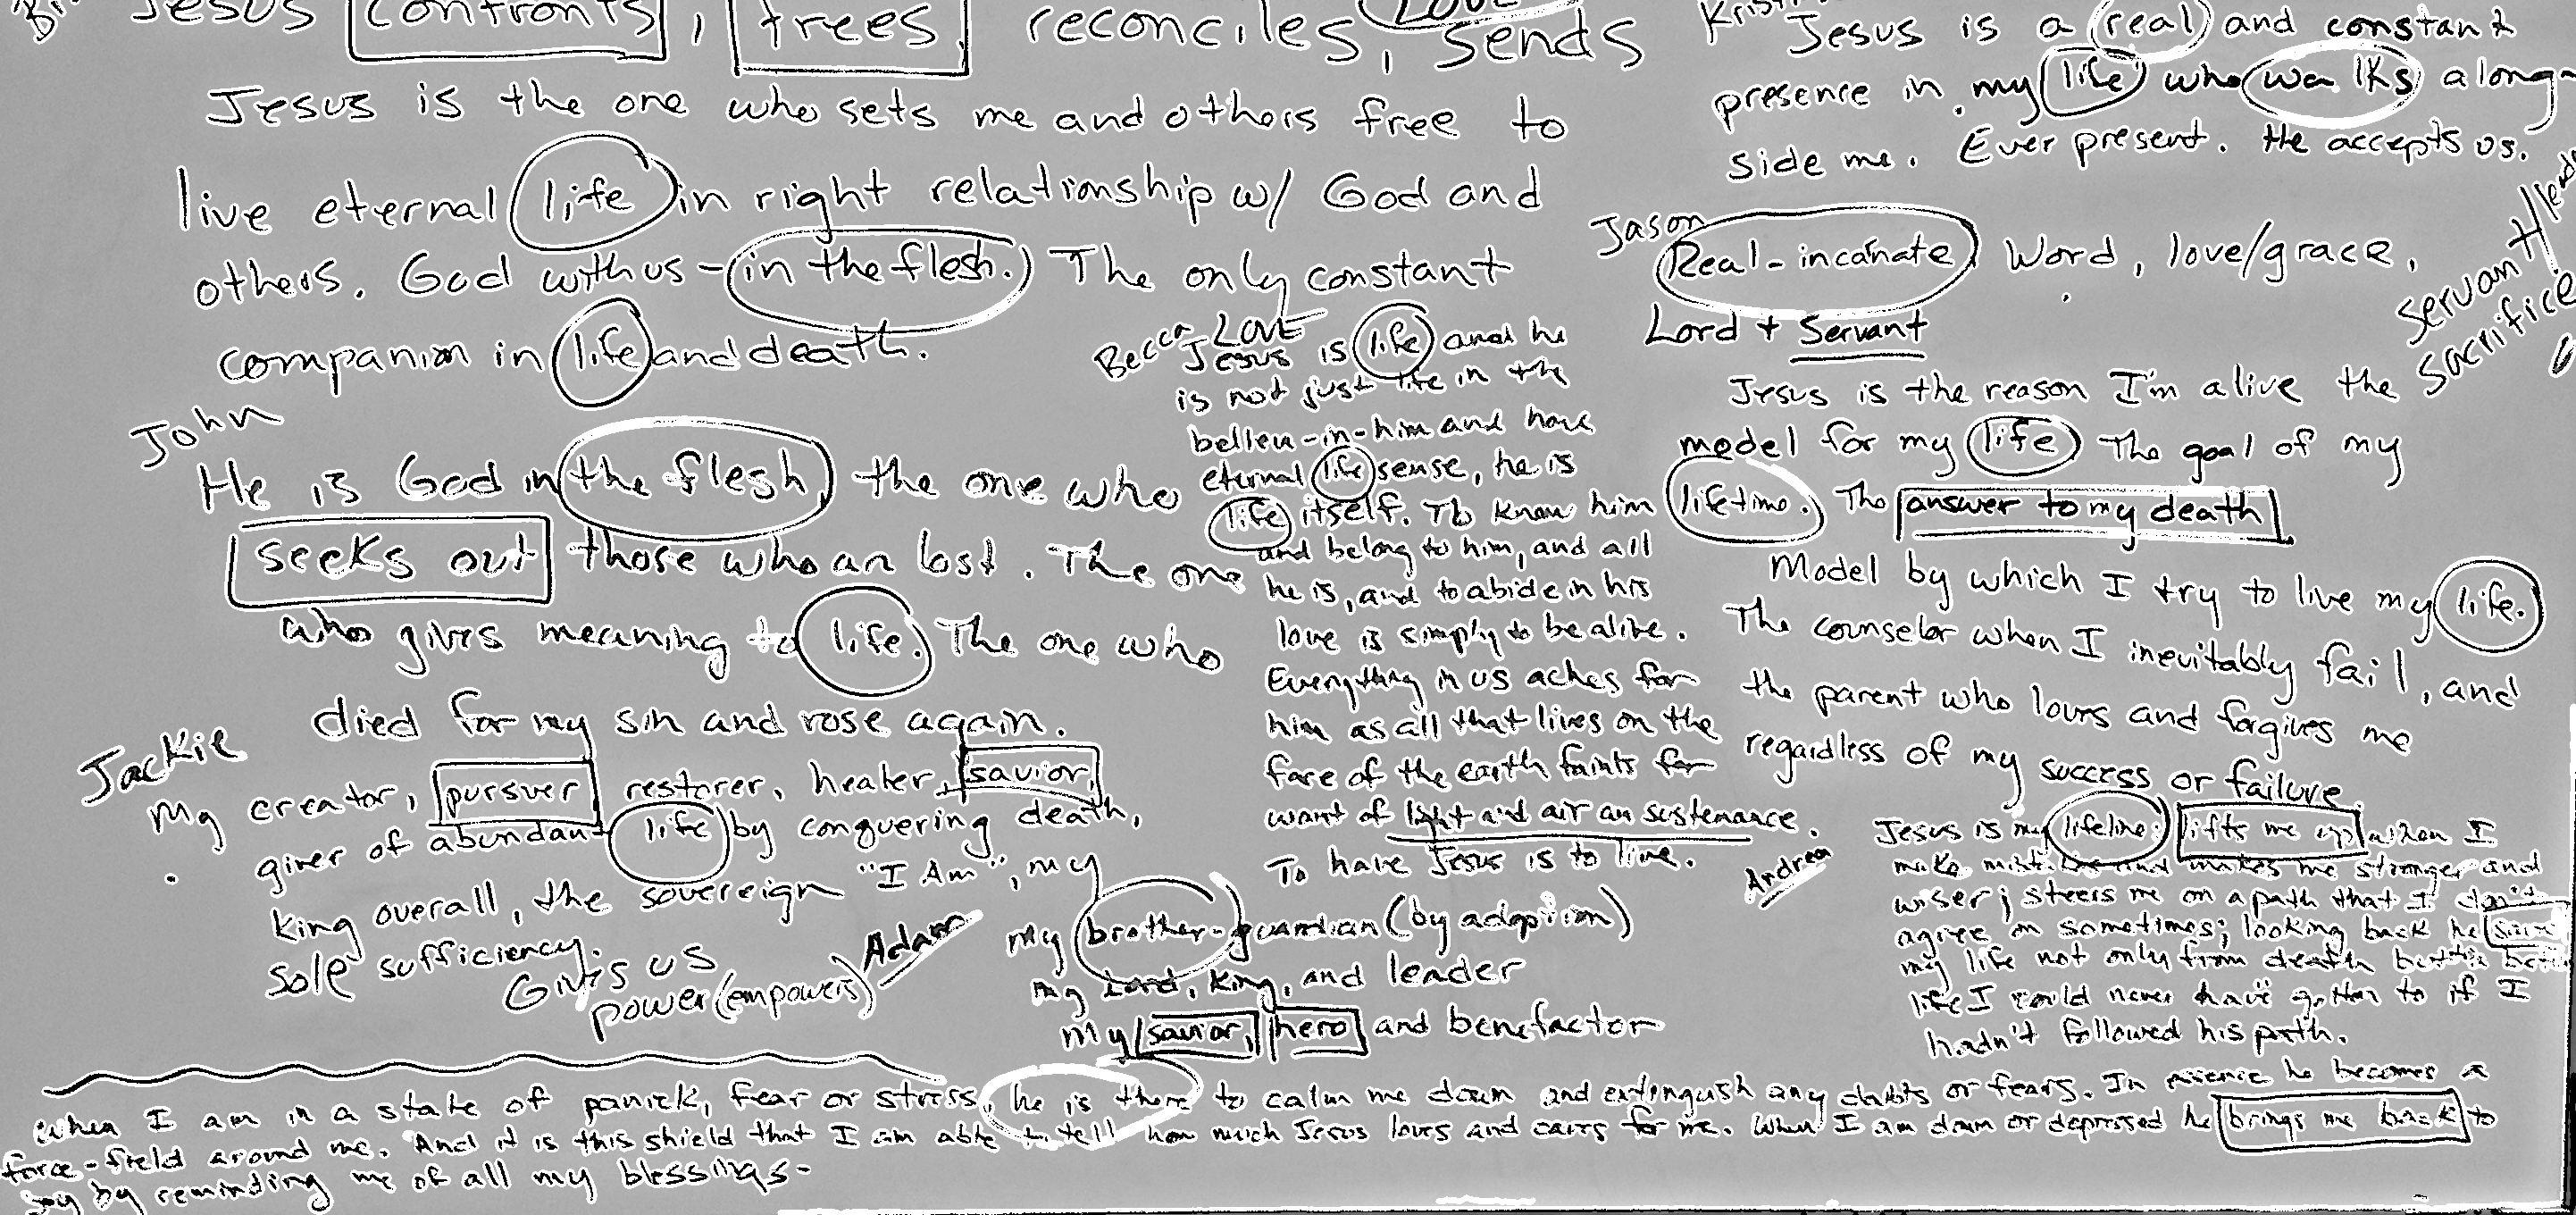 Jesus confronts, frees, reconciles, sends
LOVE
Jesus is the one who sets me and others free to
live eternal life in right relationship w/ God and
others. God with us - in the flesh. The only constant
companion in life and death.
John
He is God in the flesh, the one who
seeks out those who are lost. The one
who gives meaning to life. The one who
died for my sin and rose again.
Jackie
My creator, pursuer, restorer, healer, savior,
giver of abundant life by conquering death,
King overall, the sovereign "I Am", my
sole sufficiency.
Gives us
power (empowers)
Becca
LOVE
Jesus is life and he
is not just life in the
believe-in-him and have
eternal life sense, he is
life itself. To know him
and belong to him, and all
he is, and to abide in his
love is simply to be alive.
Everything in us aches for
him as all that lives on the
face of the earth faints for
want of light and air an sustenance.
To have Jesus is to live.
Adam
my brother-guardian (by adoption)
my Lord, King, and leader
my savior, hero and benefactor
Jesus is a real and constant
presence in my life who walks along-
side me. Ever present. He accepts us.
Jason
Real-incarnate Word, love/grace,
Lord + Servant
servant
sacrifice
Jesus is the reason I'm alive the
model for my life The goal of my
lifetime. The answer to my death
Model by which I try to live my life.
The counselor when I inevitably fail, and
the parent who loves and forgives me
regardless of my success or failure
Andrea
Jesus is my lifeline; lifts me up when I
make mistakes and makes me stronger and
wiser; steers me on a path that I don't
agree on sometimes; looking back he
my life not only from death but
life I could never have gotten to if I
hadn't followed his path.
when I am in a state of panick, fear or stress, he is there to calm me down and extinguish any doubts or fears. In essence he becomes a
force-field around me. And it is this shield that I am able to tell how much Jesus loves and cares for me. When I am down or depressed he brings me back to
joy by reminding me of all my blessings-